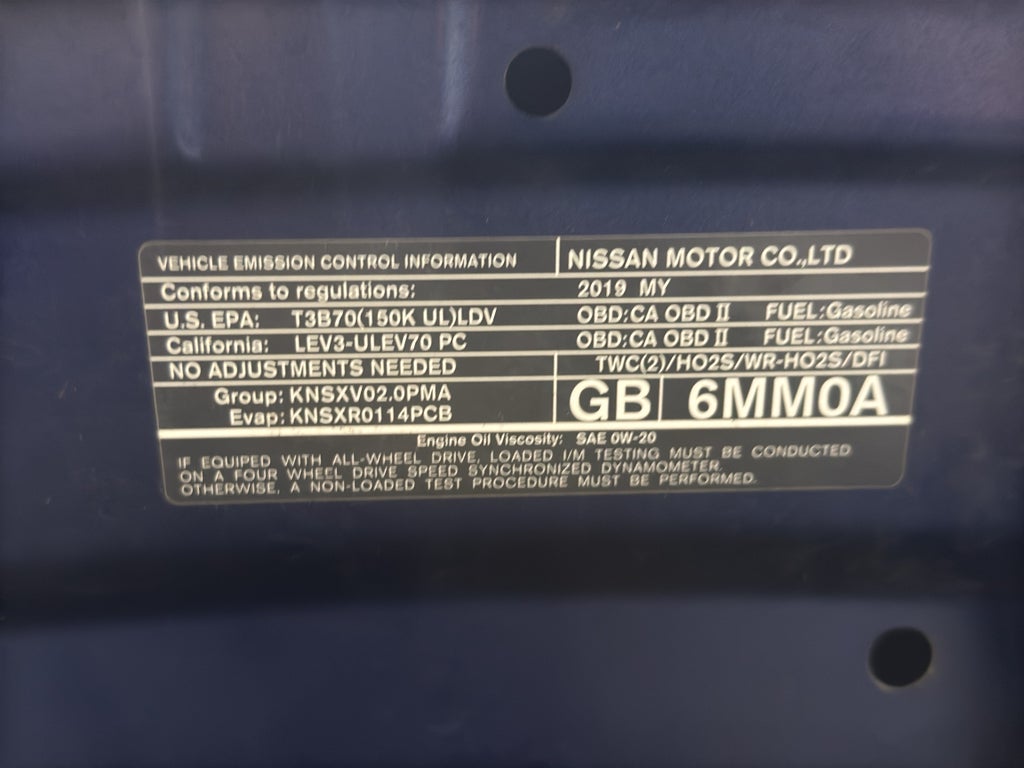 VEHICLE EMISSION CONTROL INFORMATION NISSAN MOTOR CO.,LTD
Conforms to regulations: 2019 MY
U.S. EPA: T3B70(150K UL)LDV OBD:CA OBD II FUEL:Gasoline
California: LEV3-ULEV70 PC OBD:CA OBD II FUEL:Gasoline
NO ADJUSTMENTS NEEDED TWC(2)/HO2S/WR-HO2S/DFI
Group: KNSXV02.0PMA GB 6MM0A
Evap: KNSXR0114PCB
Engine Oil Viscosity: SAE 0W-20
IF EQUIPED WITH ALL-WHEEL DRIVE, LOADED I/M TESTING MUST BE CONDUCTED
ON A FOUR WHEEL DRIVE SPEED SYNCHRONIZED DYNAMOMETER.
OTHERWISE, A NON-LOADED TEST PROCEDURE MUST BE PERFORMED.